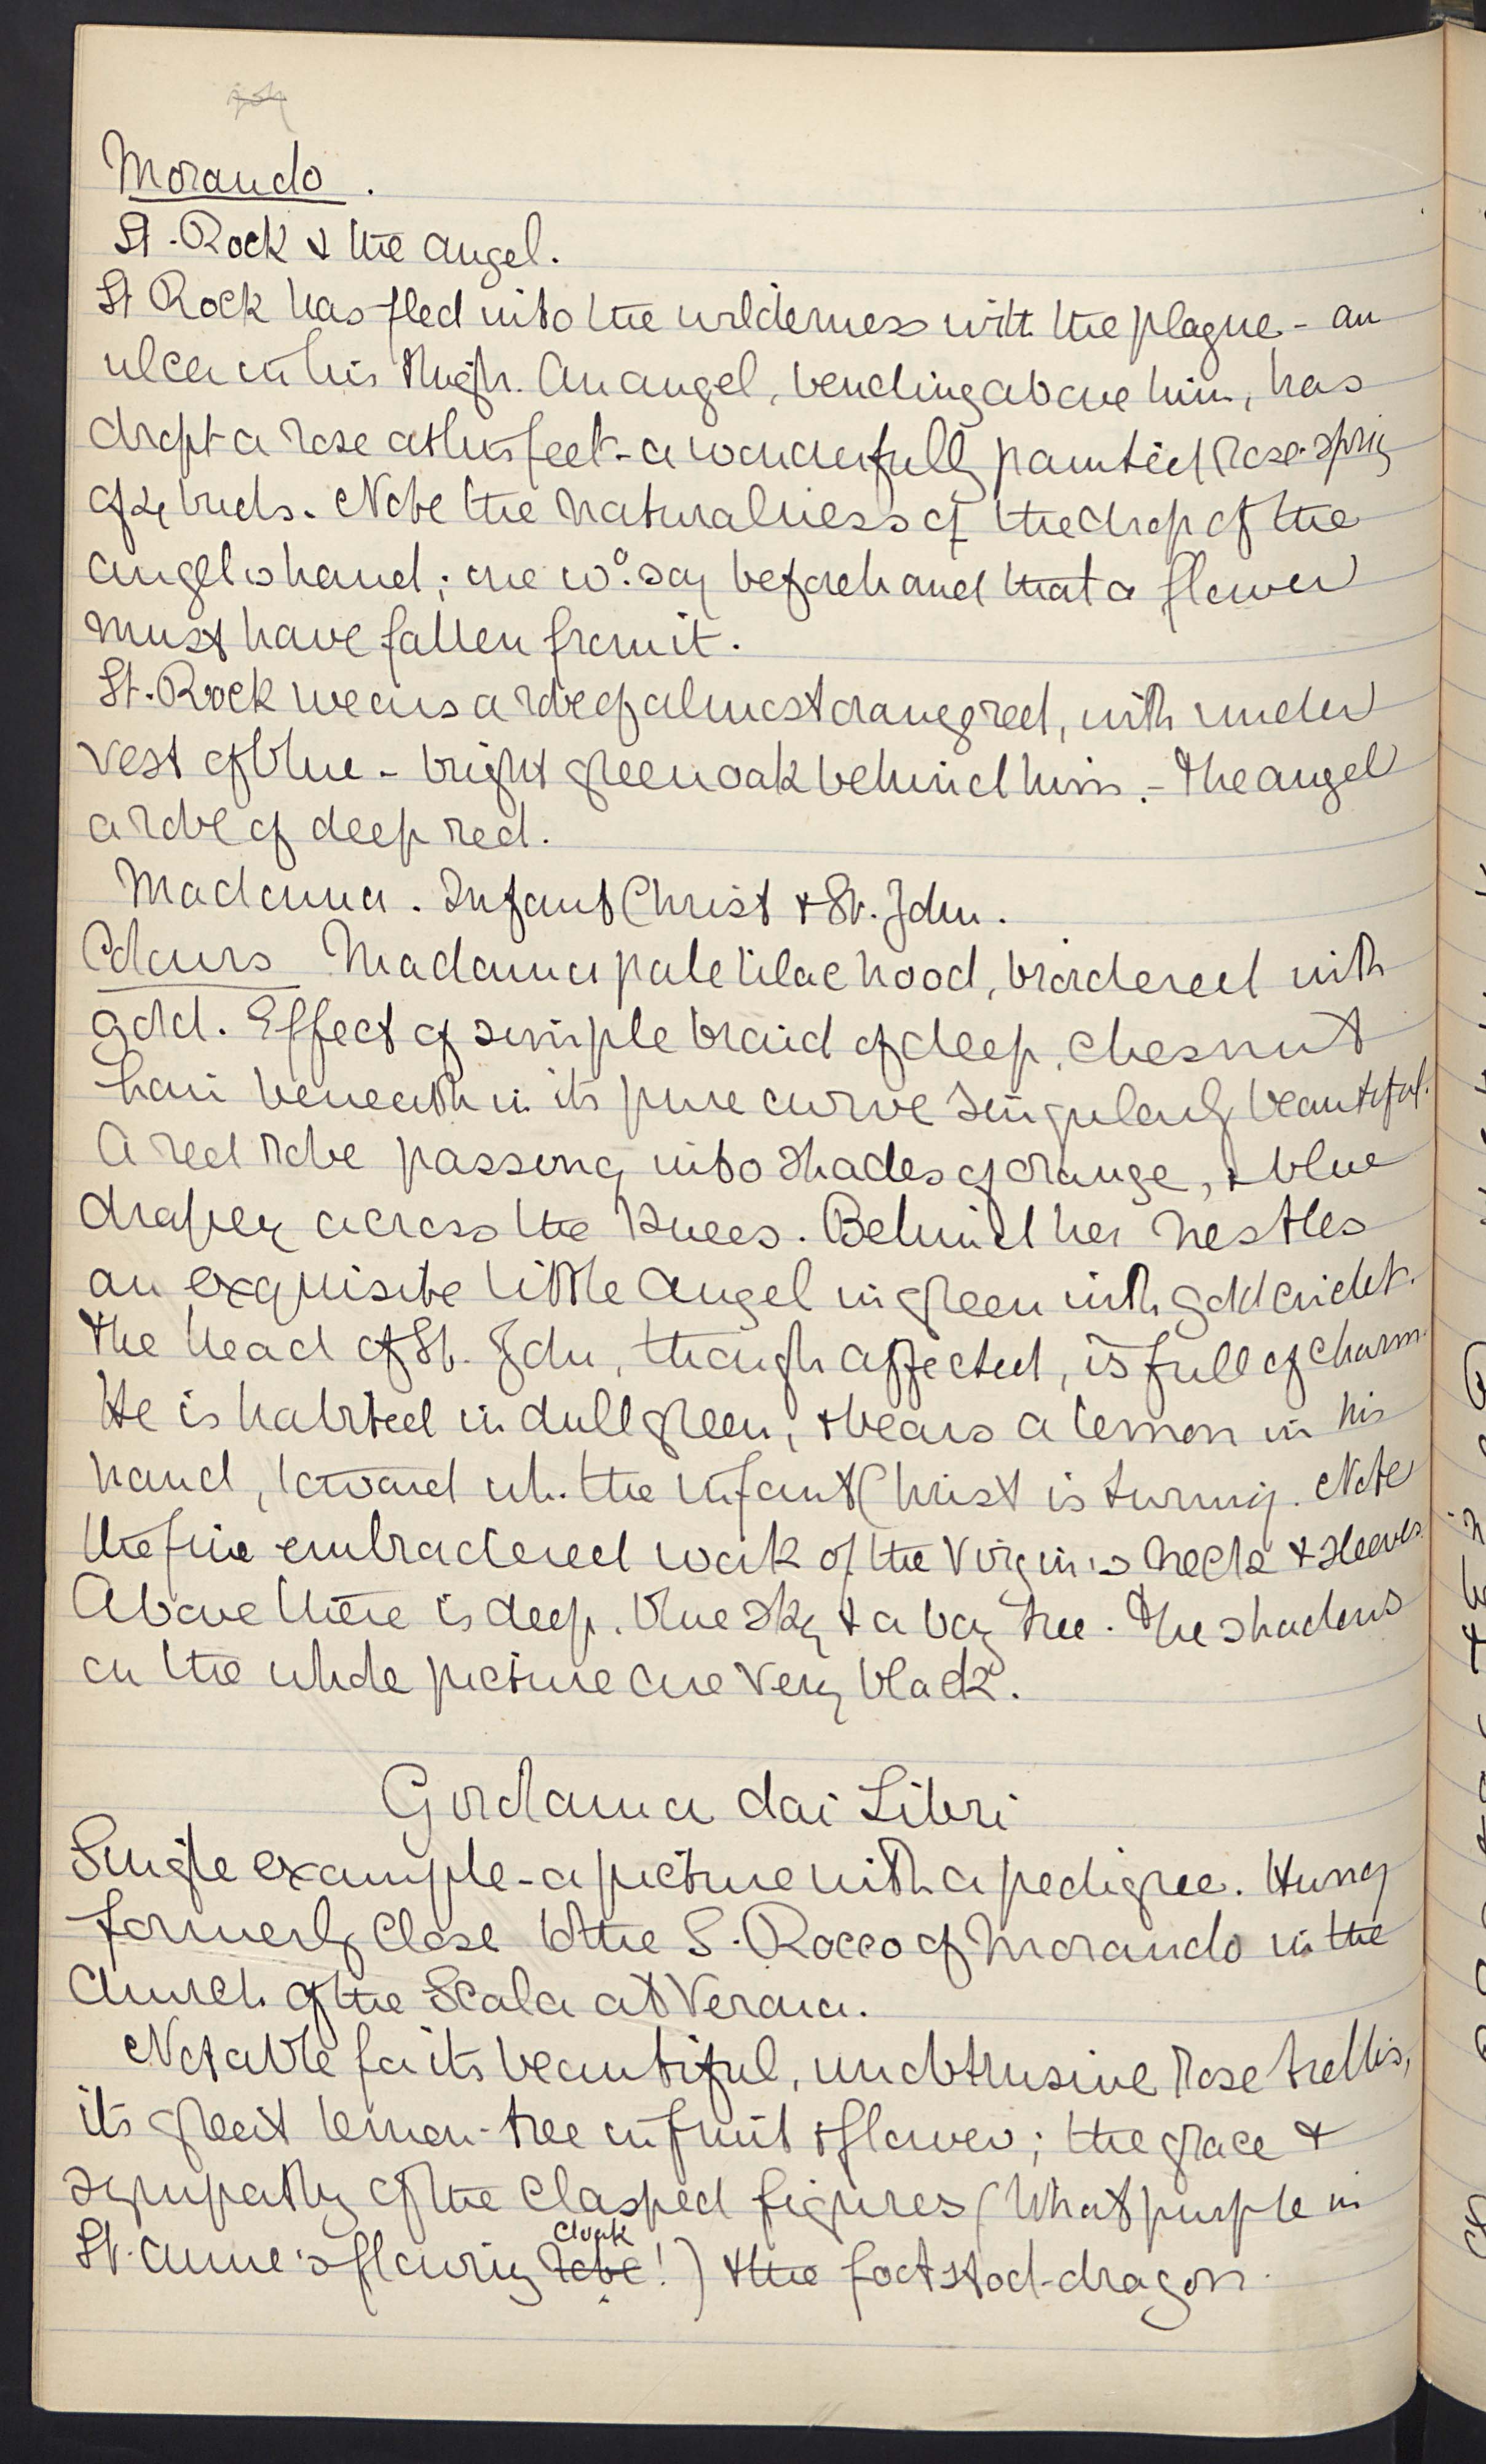 Morando.
St. Rock & the angel.
St Rock has fled into the wilderness with the plague - an
ulcer in his thigh. An angel, bending above him, has
dropt a rose at his feet - a wonderfully painted rose-sprig
of 2 buds. Note the naturalness of the drop of the
angel's hand; one wd. say beforehand that a flower
must have fallen from it.
St. Rock wears a robe of almost orange red, with under
vest of blue - bright green oak behind him. - The angel
a robe of deep red.
Madonna. Infant Christ & St. John.
Colours Madonna pale lilac hood, broidered with
gold. Effect of simple braid of deep, chesnut
hair beneath in its pure curve singularly beautiful.
A red robe passing into shades of orange, & blue
drapery across the knees. Behind her nestles
an exquisite little angel in green with gold circlet.
The head of St. John, though affected, is full of charm.
He is habited in dull green, & bears a lemon in his
hand, toward wh. the infant Christ is turning. Note
the fine embroidered work of the Virgin's neck & sleeves.
Above there is deep, blue sky & a bay tree. The shadows
on the whole picture are very black.
Girolama dai Libri
Single example - a picture with a pedigree. Hung
formerly close to the S. Rocco of Morando in the
Church of the Scala at Verona.
Notable for its beautiful, unobtrusive rose trellis,
its great lemon-tree in fruit & flower; the grace &
sympathy of the clasped figures (What purple in
St. Anne's flowing robe cloak!) & the footstool-dragon.